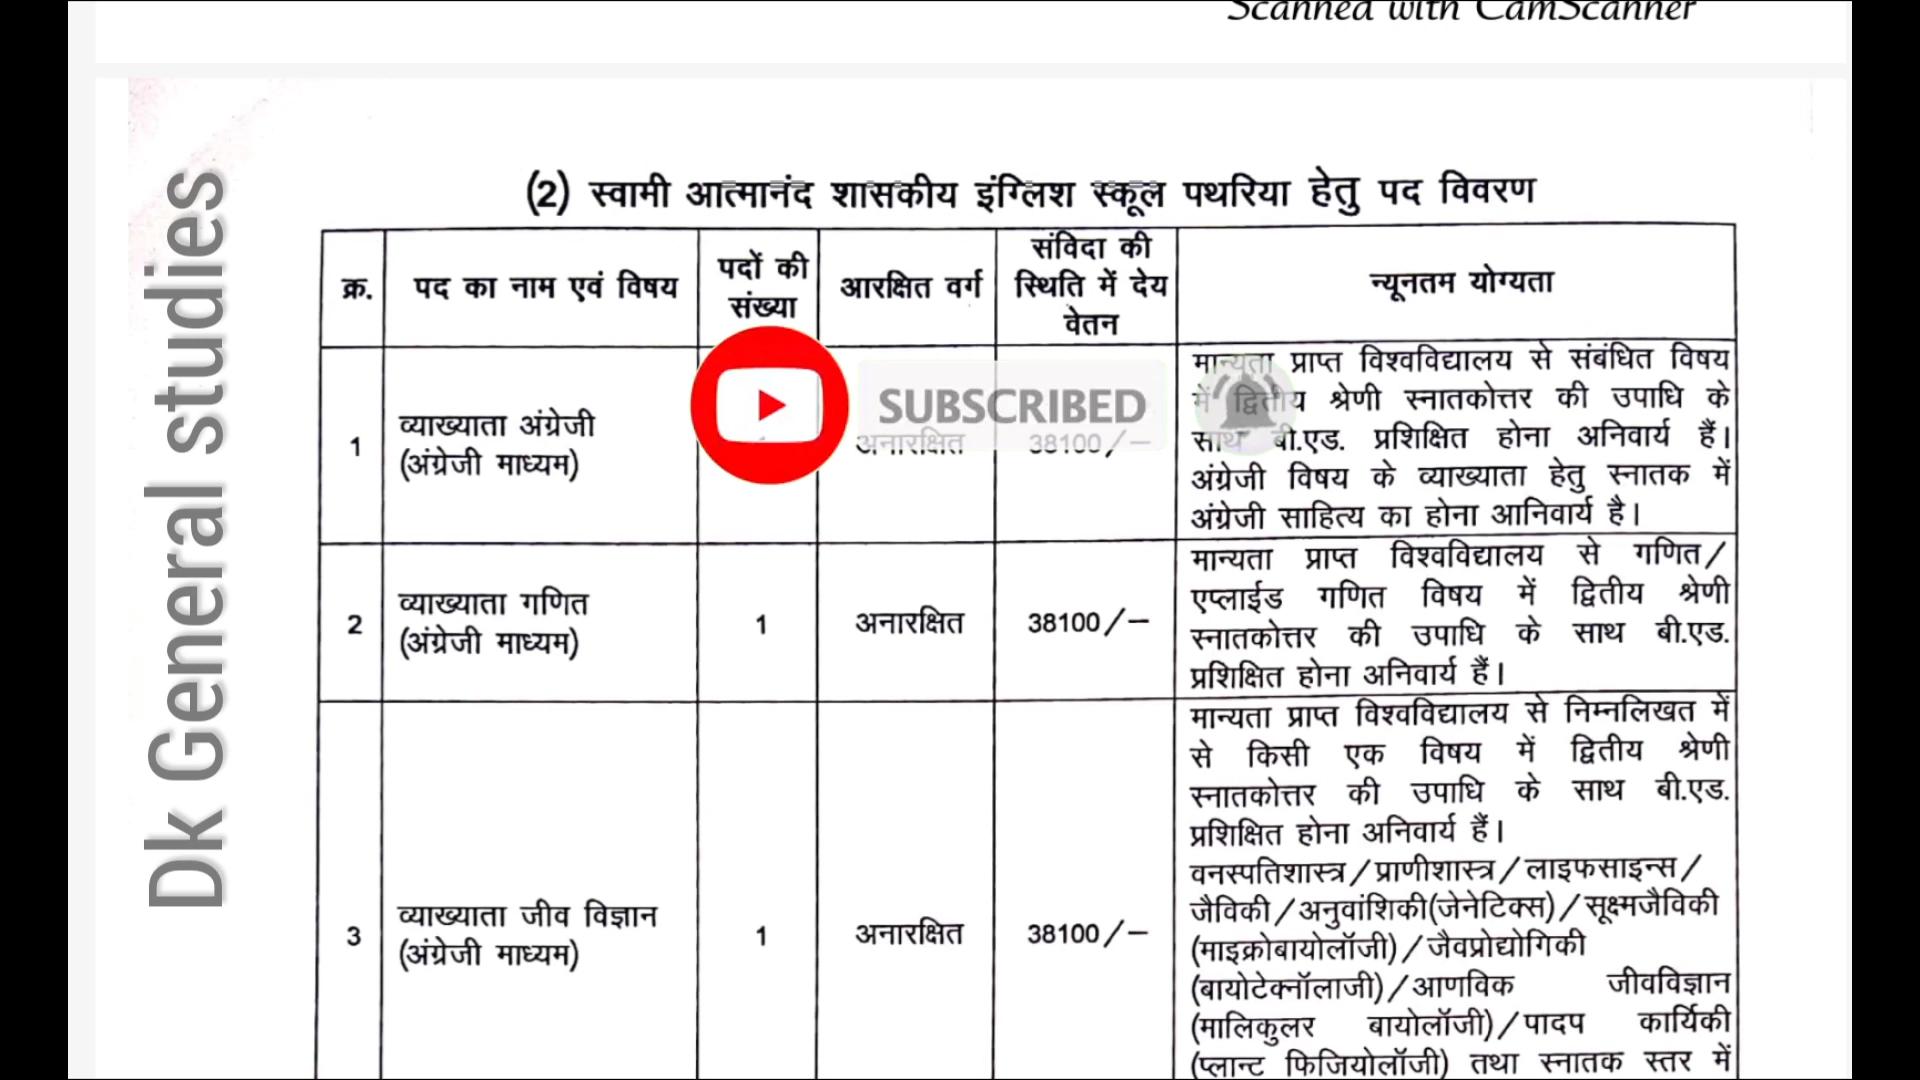 Scanned with CamScanner
Dk General studies
(2) स्वामी आत्मानंद शासकीय इंग्लिश स्कूल पथरिया हेतु पद विवरण
क्र.
पद का नाम एवं विषय
पदों की
संख्या
आरक्षित वर्ग
संविदा की
स्थिति में देय
वेतन
न्यूनतम योग्यता
1
व्याख्याता अंग्रेजी
(अंग्रेजी माध्यम)
SUBSCRIBED
अनारक्षित
38100/–
मान्यता प्राप्त विश्वविद्यालय से संबंधित विषय
में द्वितीय श्रेणी स्नातकोत्तर की उपाधि के
साथ बी.एड. प्रशिक्षित होना अनिवार्य हैं।
अंग्रेजी विषय के व्याख्याता हेतु स्नातक में
अंग्रेजी साहित्य का होना आनिवार्य है।
2
व्याख्याता गणित
(अंग्रेजी माध्यम)
1
अनारक्षित
38100/–
मान्यता प्राप्त विश्वविद्यालय से गणित/
एप्लाईड गणित विषय में द्वितीय श्रेणी
स्नातकोत्तर की उपाधि के साथ बी.एड.
प्रशिक्षित होना अनिवार्य हैं।
3
व्याख्याता जीव विज्ञान
(अंग्रेजी माध्यम)
1
अनारक्षित
38100/–
मान्यता प्राप्त विश्वविद्यालय से निम्नलिखत में
से किसी एक विषय में द्वितीय श्रेणी
स्नातकोत्तर की उपाधि के साथ बी.एड.
प्रशिक्षित होना अनिवार्य हैं।
वनस्पतिशास्त्र/प्राणीशास्त्र/लाइफसाइन्स/
जैविकी/अनुवांशिकी(जेनेटिक्स)/सूक्ष्मजैविकी
(माइक्रोबायोलॉजी)/जैवप्रोद्योगिकी
(बायोटेक्नॉलाजी)/आणविक जीवविज्ञान
(मालिकुलर बायोलॉजी)/पादप कार्यिकी
(प्लान्ट फिजियोलॉजी) तथा स्नातक स्तर में